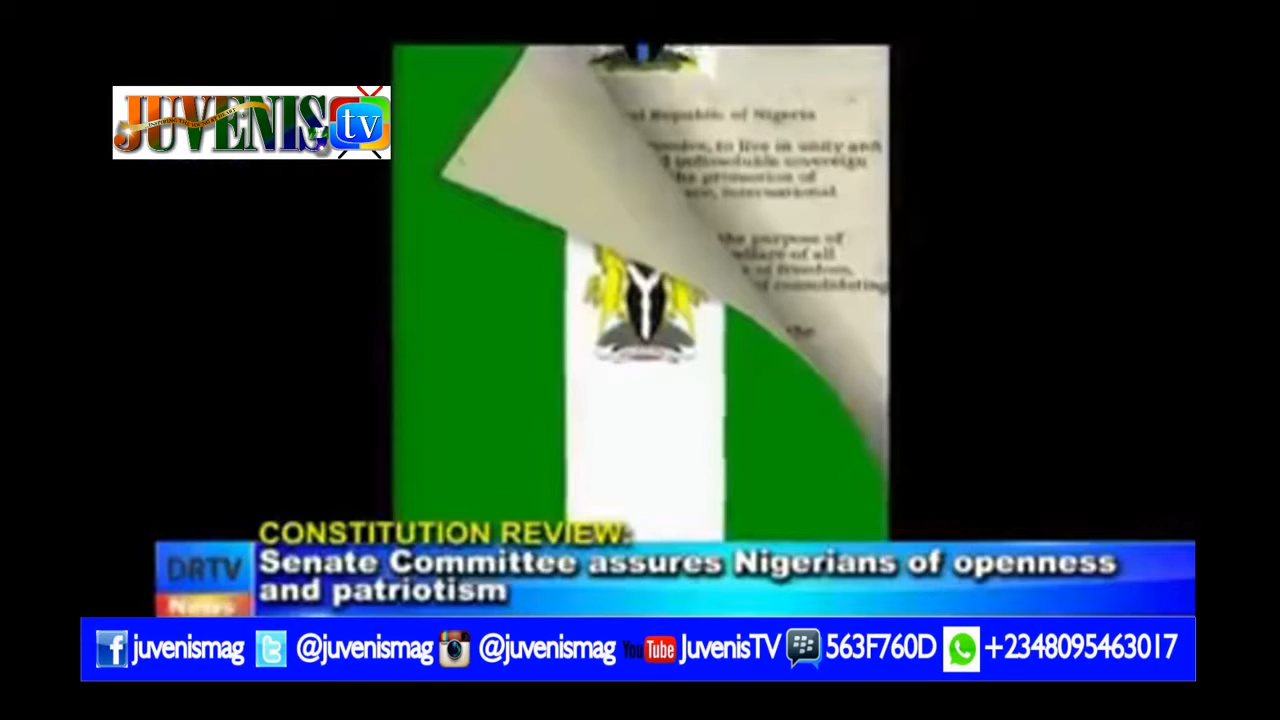 JUVENIS tv
Republic of Nigeria
to live in unity and
indissoluble sovereign
the promotion of
international
the purpose of
welfare of all
freedom,
of consolidating
the
CONSTITUTION REVIEW:
DRTV
News
Senate Committee assures Nigerians of openness
and patriotism
juvenismag @juvenismag @juvenismag YouTube JuvenisTV 563F760D +2348095463017